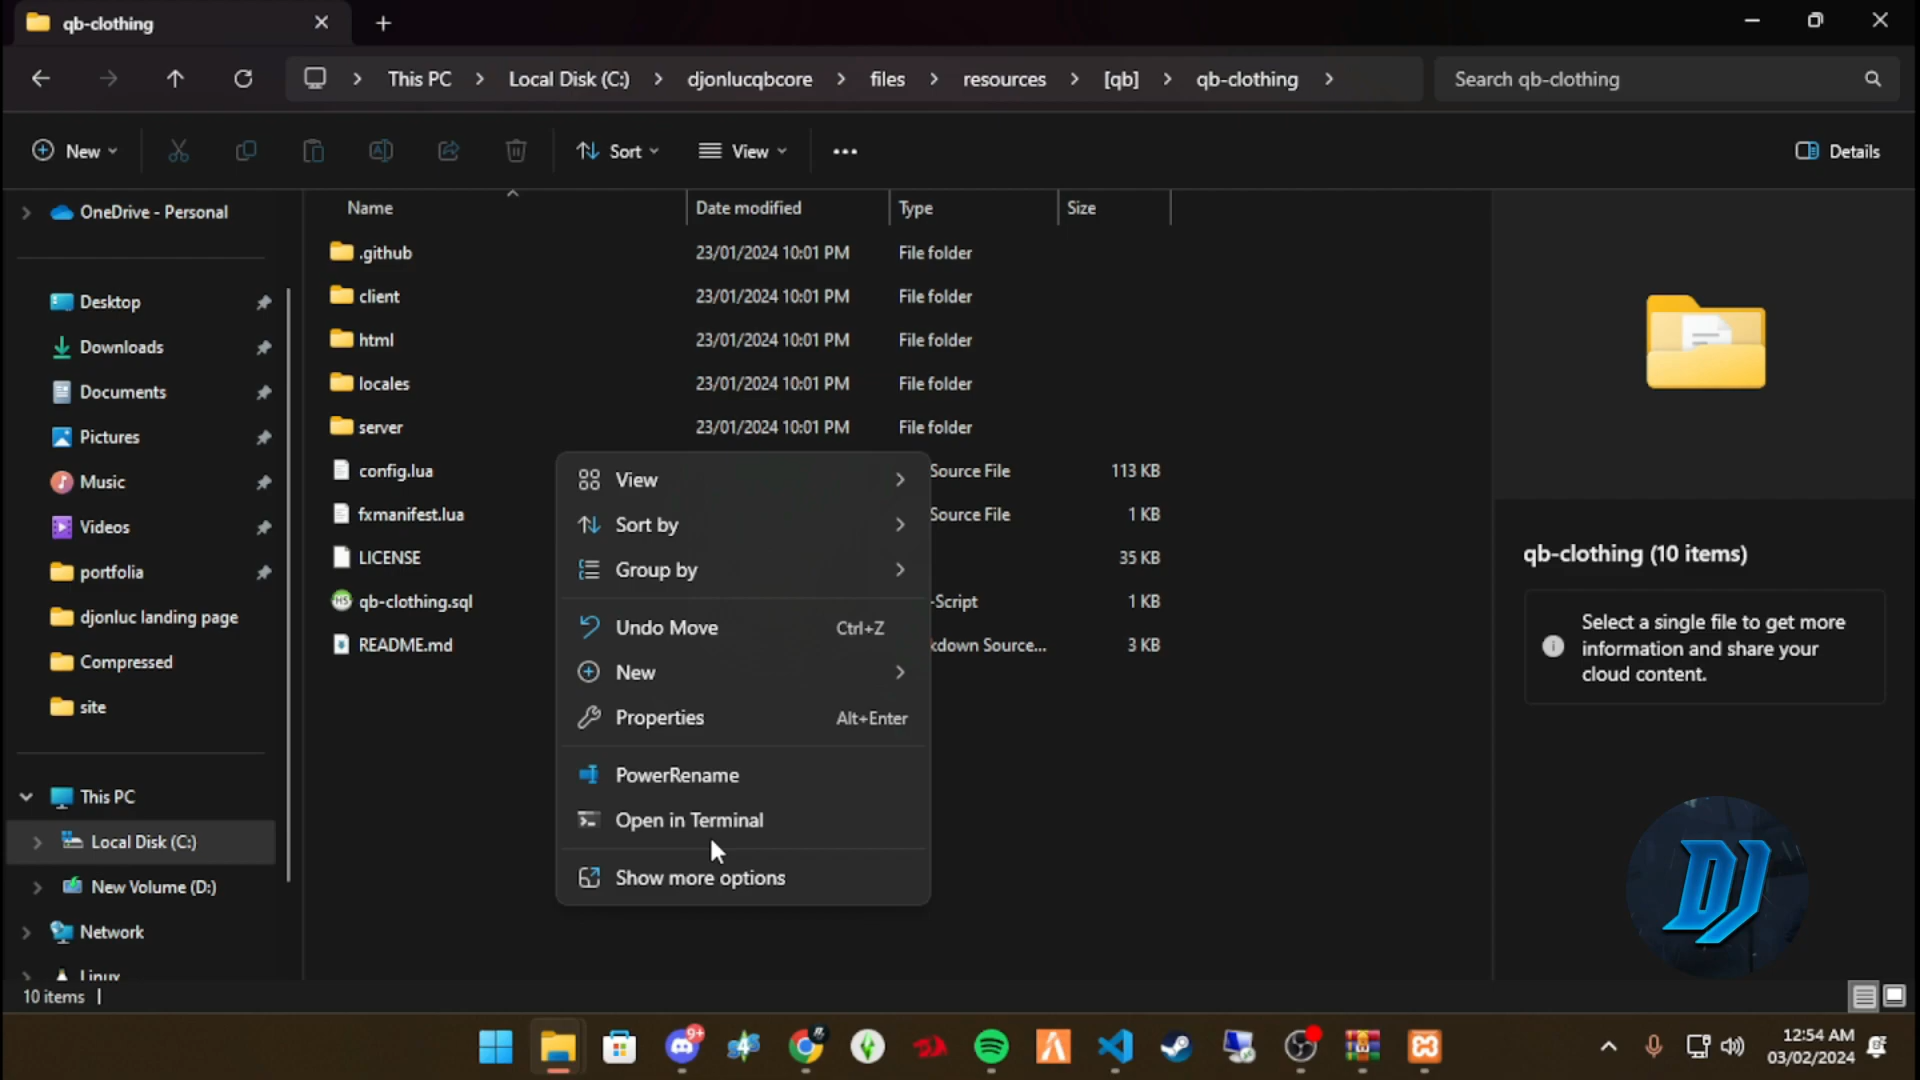 qb-clothing
This PC > Local Disk (C:) > djonlucqbcore > files > resources > [qb] > qb-clothing >
Search qb-clothing
New
Sort
View
Details
OneDrive - Personal
Desktop
Downloads
Documents
Pictures
Music
Videos
portfolia
djonluc landing page
Compressed
site
This PC
Local Disk (C:)
New Volume (D:)
Network
Linux
Name Date modified Type Size
.github 23/01/2024 10:01 PM File folder
client 23/01/2024 10:01 PM File folder
html 23/01/2024 10:01 PM File folder
locales 23/01/2024 10:01 PM File folder
server 23/01/2024 10:01 PM File folder
config.lua Source File 113 KB
fxmanifest.lua Source File 1 KB
LICENSE 35 KB
qb-clothing.sql -Script 1 KB
README.md kdown Source... 3 KB
View
Sort by
Group by
Undo Move Ctrl+Z
New
Properties Alt+Enter
PowerRename
Open in Terminal
Show more options
qb-clothing (10 items)
Select a single file to get more
information and share your
cloud content.
DJ
10 items
9+
12:54 AM
03/02/2024